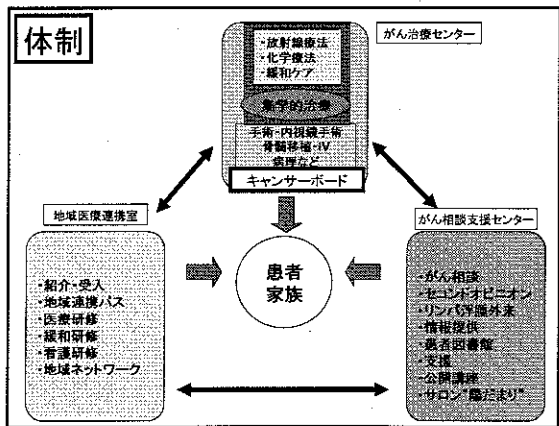 体制
がん治療センター
・放射線療法
・化学療法
・緩和ケア
集学的治療
手術・内視鏡手術
骨髄移植・IV
病理など
キャンサーボード
地域医療連携室
・紹介・受入
・地域連携パス
・医療研修
・緩和研修
・看護研修
・地域ネットワーク
患者
家族
がん相談支援センター
・がん相談
・セコンドオピニオン
・リンパ浮腫外来
・情報提供
・患者図書館
・支援
・公開講座
・サロン“陽だまり”